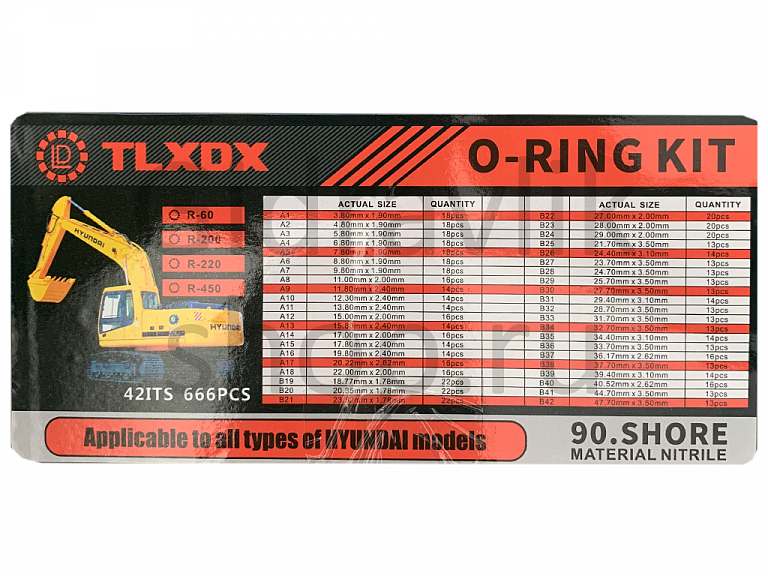 LD TLXDX
O-RING KIT
R-60
R-200
R-220
R-450
HYUNDAI
HYUNDAI
42ITS 666PCS
ACTUAL SIZE QUANTITY
A1 3.80mm x 1.90mm 18pcs
A2 4.80mm x 1.90mm 18pcs
A3 5.80mm x 1.90mm 18pcs
A4 6.80mm x 1.90mm 18pcs
A5 7.80mm x 1.90mm 18pcs
A6 8.80mm x 1.90mm 18pcs
A7 9.80mm x 1.90mm 18pcs
A8 11.00mm x 2.00mm 16pcs
A9 11.80mm x 2.40mm 14pcs
A10 12.30mm x 2.40mm 14pcs
A11 13.80mm x 2.40mm 14pcs
A12 15.00mm x 2.00mm 16pcs
A13 15.81mm x 2.40mm 14pcs
A14 17.00mm x 2.00mm 16pcs
A15 17.80mm x 2.40mm 14pcs
A16 19.80mm x 2.40mm 14pcs
A17 20.22mm x 2.62mm 16pcs
A18 22.00mm x 2.00mm 16pcs
B19 18.77mm x 1.78mm 22pcs
B20 20.35mm x 1.78mm 22pcs
B21 x 1.78mm 22pcs
ACTUAL SIZE QUANTITY
B22 27.00mm x 2.00mm 20pcs
B23 28.00mm x 2.00mm 20pcs
B24 29.00mm x 2.00mm 20pcs
B25 21.70mm x 3.50mm 13pcs
B26 24.40mm x 3.10mm 14pcs
B27 23.70mm x 3.50mm 13pcs
B28 24.70mm x 3.50mm 13pcs
B29 25.70mm x 3.50mm 13pcs
B30 27.70mm x 3.50mm 13pcs
B31 29.40mm x 3.10mm 14pcs
B32 28.70mm x 3.50mm 13pcs
B33 31.70mm x 3.50mm 13pcs
B34 32.70mm x 3.50mm 13pcs
B35 34.40mm x 3.10mm 14pcs
B36 33.70mm x 3.50mm 13pcs
B37 36.17mm x 2.62mm 16pcs
B38 37.70mm x 3.50mm 13pcs
B39 39.40mm x 3.10mm 14pcs
B40 40.52mm x 2.62mm 16pcs
B41 44.70mm x 3.50mm 13pcs
B42 47.70mm x 3.50mm 13pcs
Applicable to all types of HYUNDAI models
90.SHORE
MATERIAL NITRILE
shop.ru